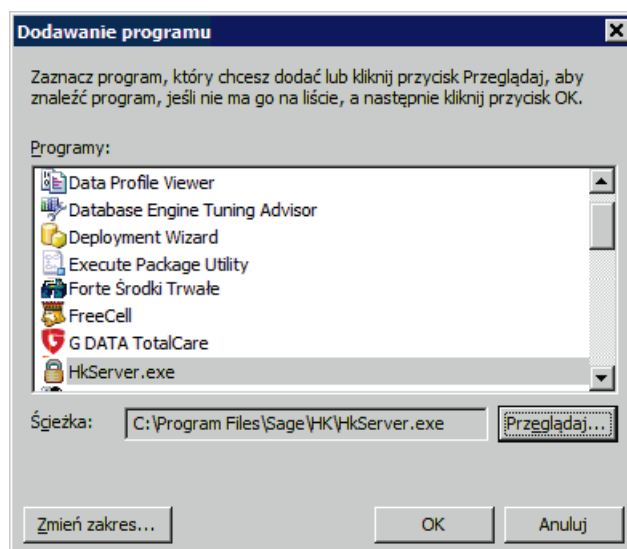 Dodawanie programu
Zaznacz program, który chcesz dodać lub kliknij przycisk Przeglądaj, aby
znaleźć program, jeśli nie ma go na liście, a następnie kliknij przycisk OK.
Programy:
Data Profile Viewer
Database Engine Tuning Advisor
Deployment Wizard
Execute Package Utility
Forte Środki Trwałe
FreeCell
G DATA TotalCare
HkServer.exe
Ścieżka: C:\Program Files\Sage\HK\HkServer.exe Przeglądaj...
Zmień zakres... OK Anuluj